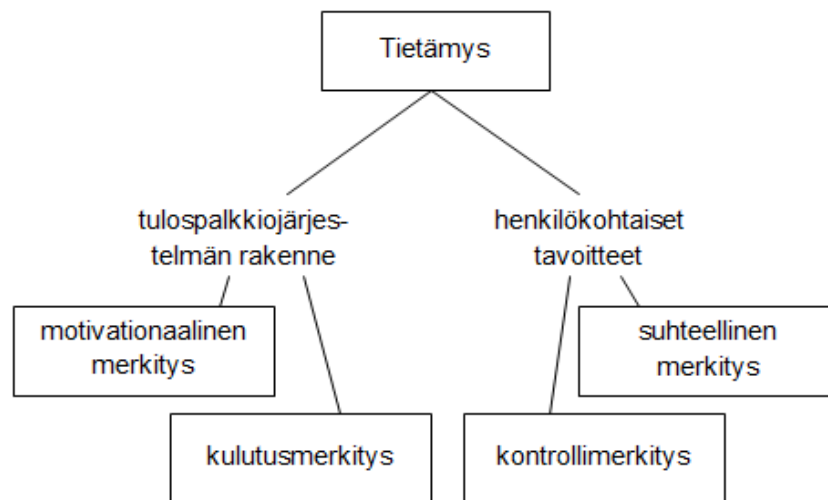 Tietämys
tulospalkkiojärjes-
telmän rakenne
henkilökohtaiset
tavoitteet
motivationaalinen
merkitys
suhteellinen
merkitys
kulutusmerkitys
kontrollimerkitys